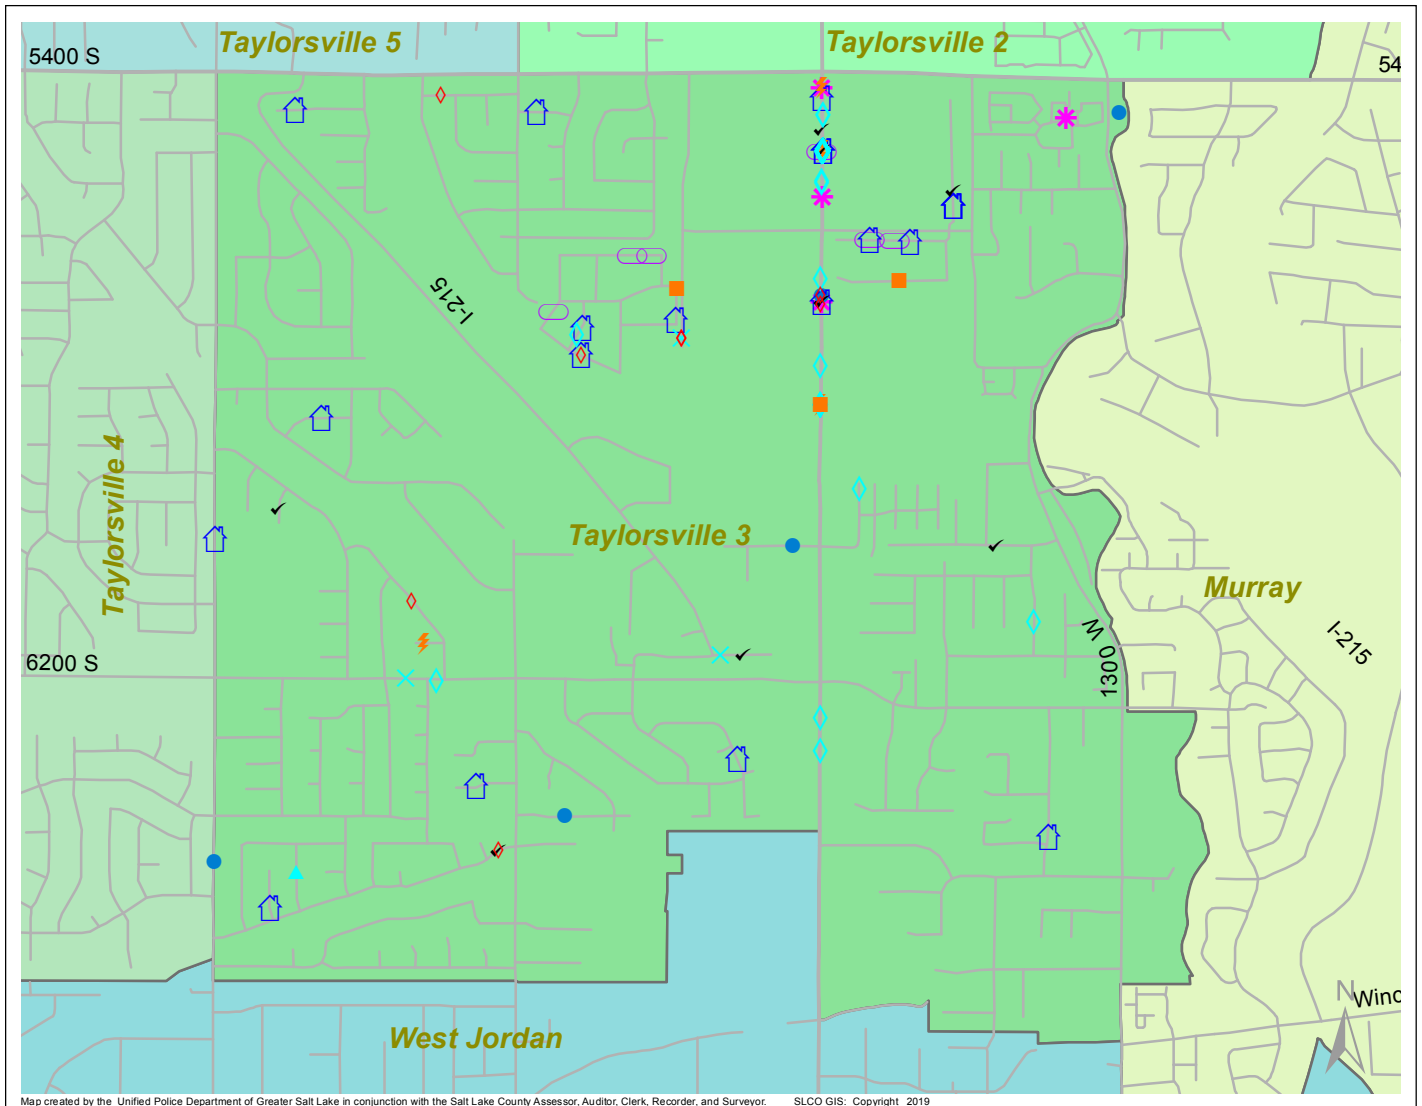 Taylorsville 5
Taylorsville 2
5400 S
54
I-215
Taylorsville 4
Taylorsville 3
Murray
1300 W
I-215
6200 S
N
Winc
West Jordan
Map created by the Unified Police Department of Greater Salt Lake in conjunction with the Salt Lake County Assessor, Auditor, Clerk, Recorder, and Surveyor. SLCO GIS: Copyright 2019